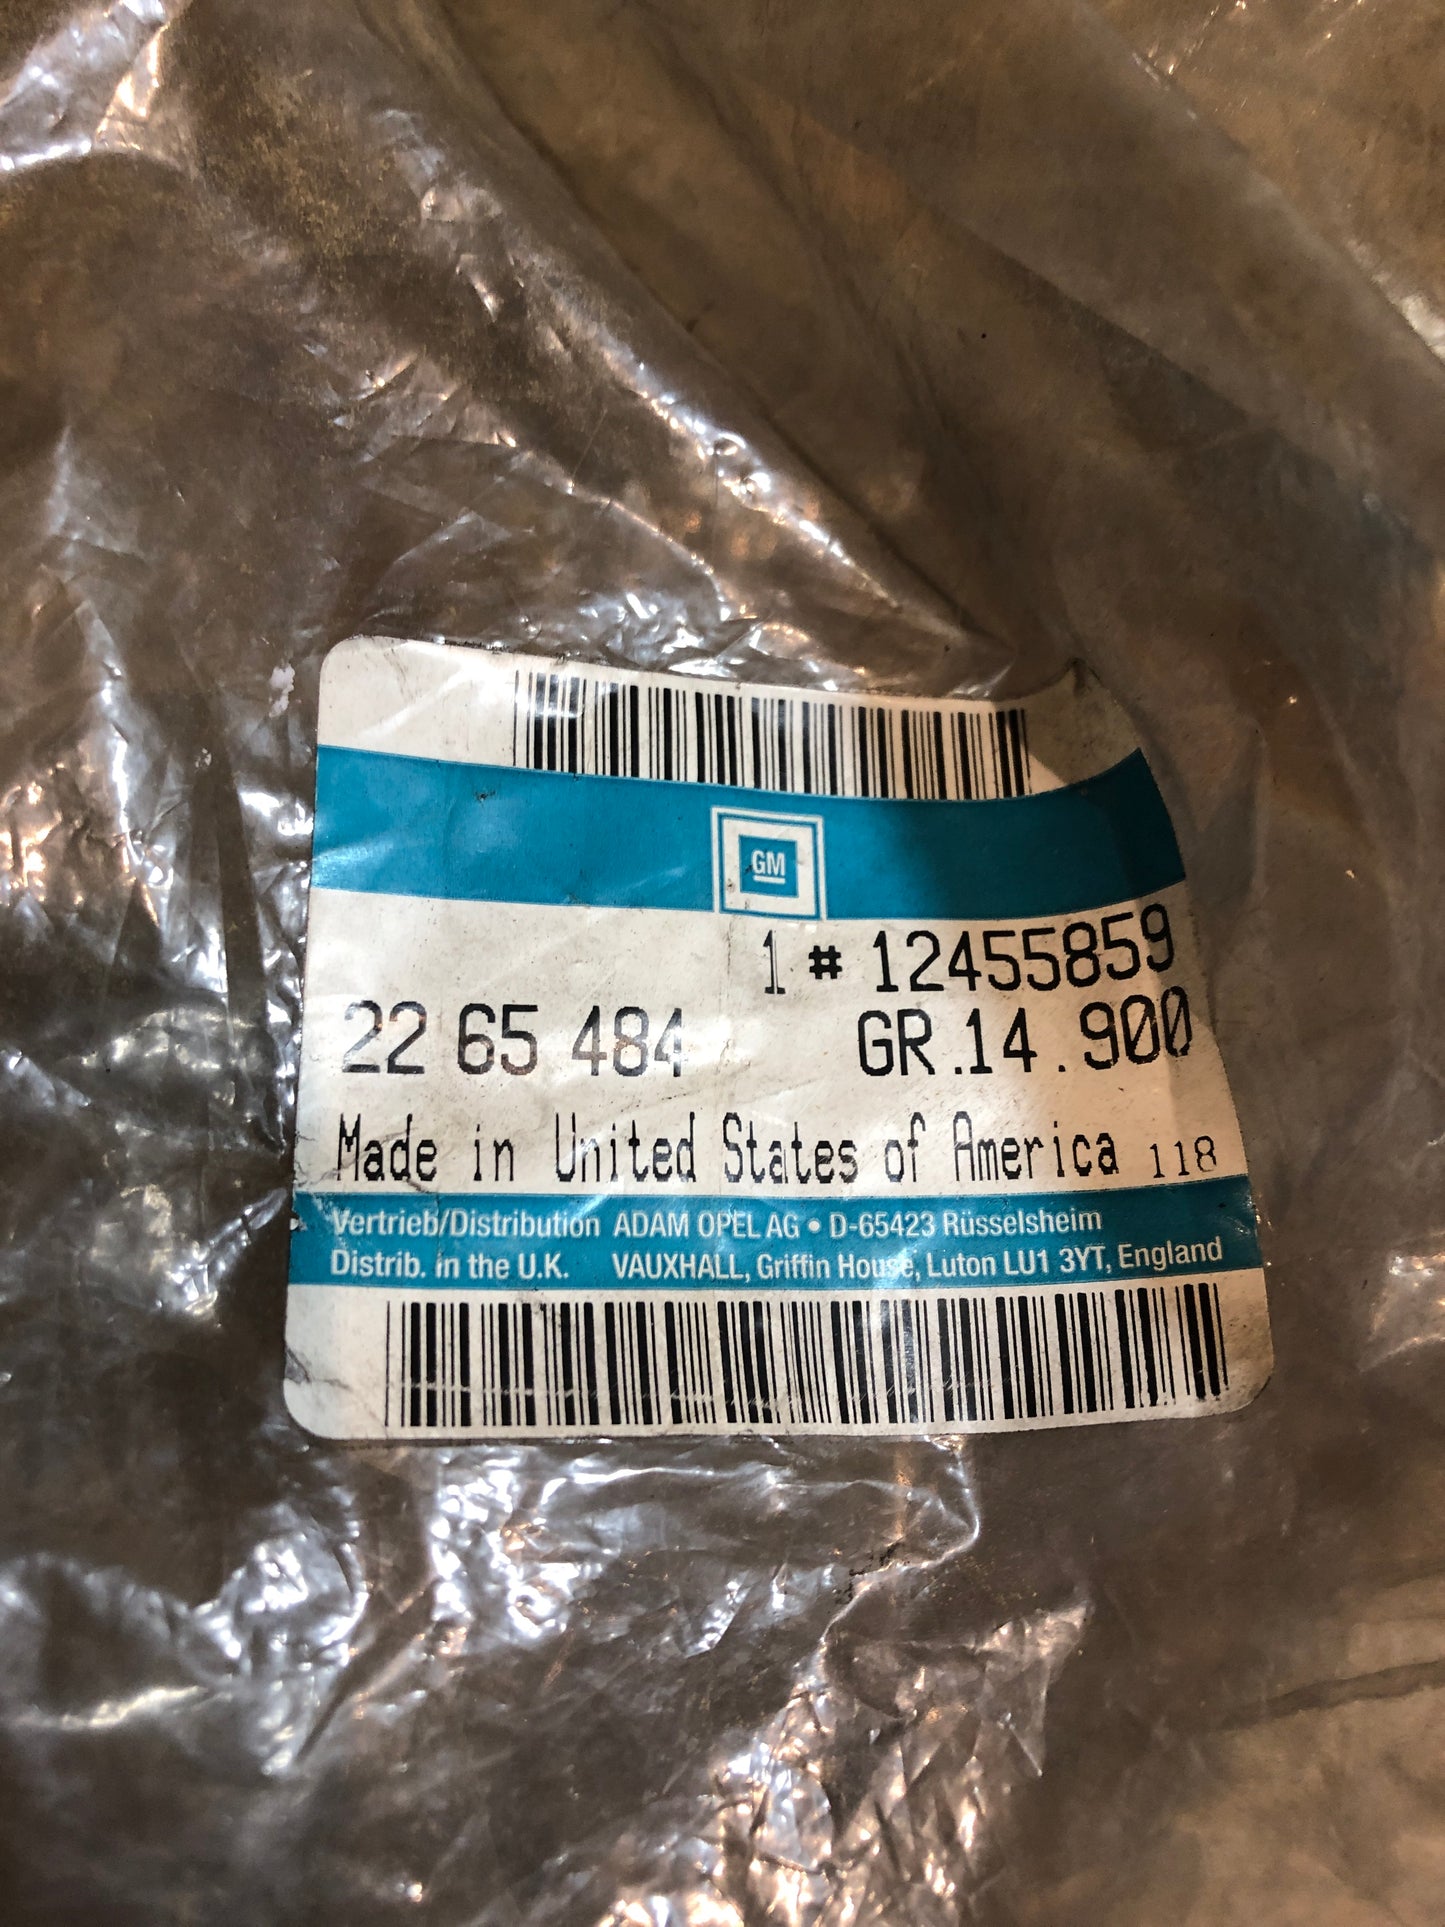 GM
1 # 12455859
22 65 484 GR.14.900
Made in United States of America 118
Vertrieb/Distribution ADAM OPEL AG • D-65423 Rüsselsheim
Distrib. in the U.K. VAUXHALL, Griffin House, Luton LU1 3YT, England